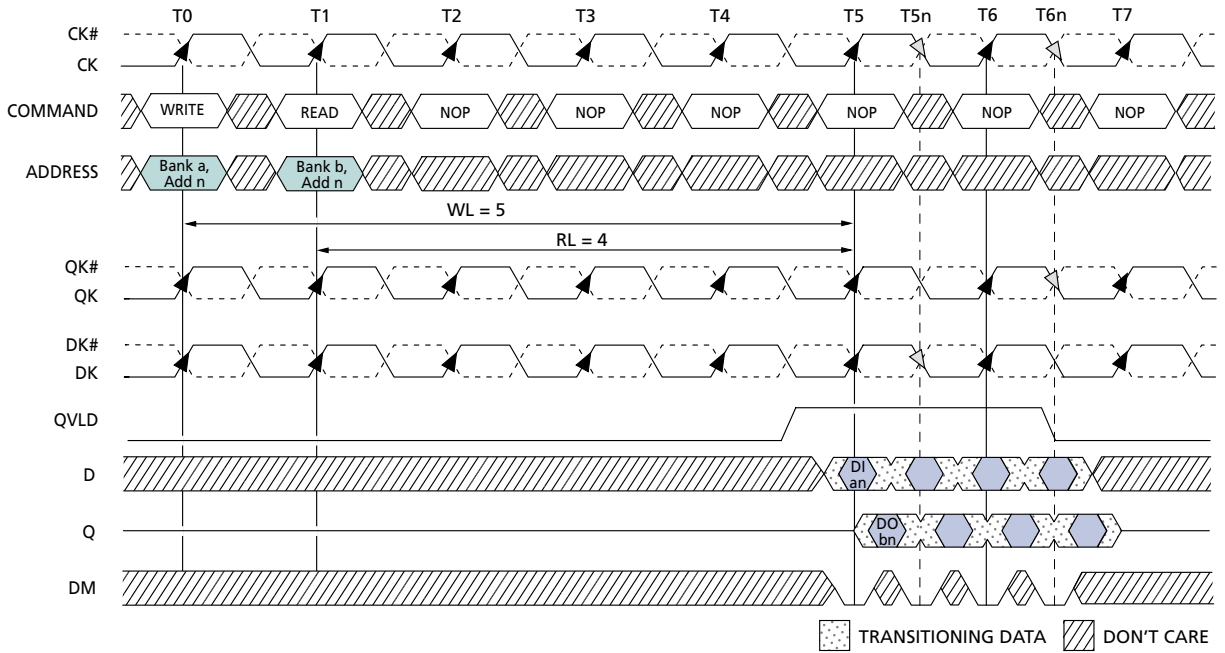 T0 T1 T2 T3 T4 T5 T5n T6 T6n T7
CK#
CK
COMMAND WRITE READ NOP NOP NOP NOP NOP NOP
ADDRESS Bank a, Add n Bank b, Add n
WL = 5
RL = 4
QK#
QK
DK#
DK
QVLD
D DI an
Q DO bn
DM
TRANSITIONING DATA DON'T CARE